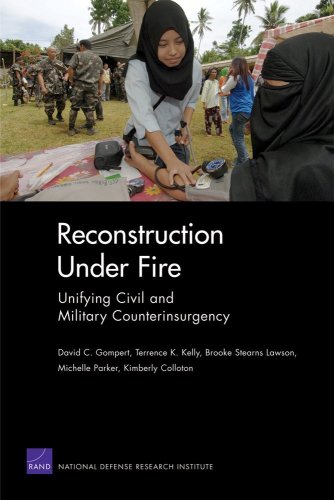 Reconstruction
Under Fire
Unifying Civil and
Military Counterinsurgency
David C. Gompert, Terrence K. Kelly, Brooke Stearns Lawson,
Michelle Parker, Kimberly Colloton
RAND
NATIONAL DEFENSE RESEARCH INSTITUTE